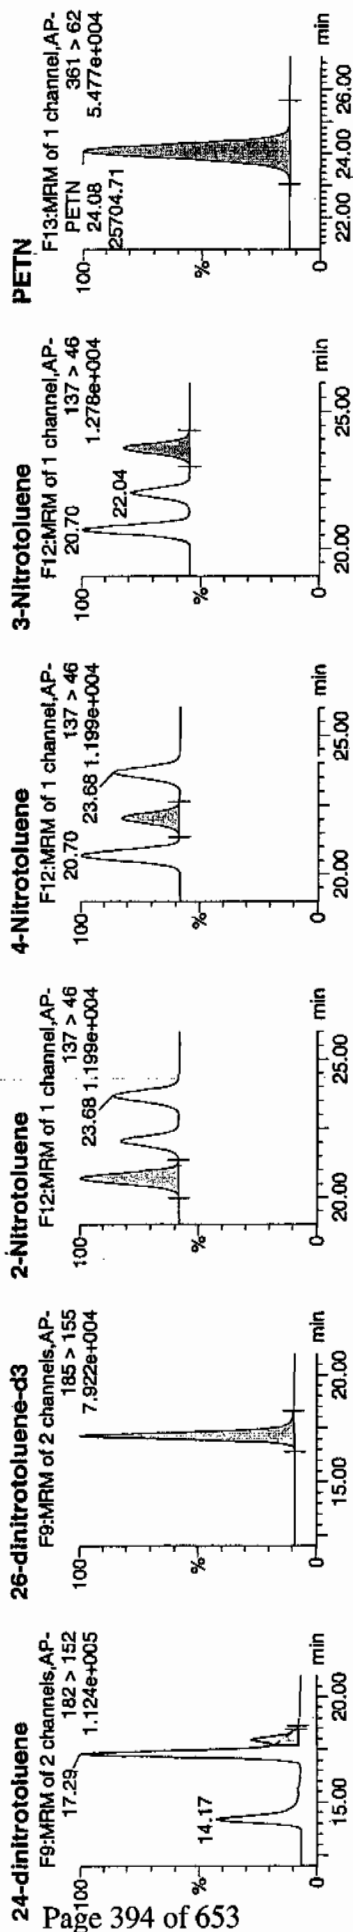 24-dinitrotoluene
F9:MRM of 2 channels,AP-
182 > 152
1.124e+005
17.29
14.17
100
%
0
15.00
20.00
min
26-dinitrotoluene-d3
F9:MRM of 2 channels,AP-
185 > 155
7.922e+004
100
%
0
15.00
20.00
min
2-Nitrotoluene
F12:MRM of 1 channel,AP-
137 > 46
23.68 1.199e+004
100
%
0
20.00
25.00
min
4-Nitrotoluene
F12:MRM of 1 channel,AP-
20.70
137 > 46
23.68 1.199e+004
100
%
0
20.00
25.00
min
3-Nitrotoluene
F12:MRM of 1 channel,AP-
20.70
137 > 46
1.278e+004
22.04
100
%
0
20.00
25.00
min
PETN
F13:MRM of 1 channel,AP-
PETN
361 > 62
24.08
5.477e+004
25704.71
100
%
0
22.00
24.00
26.00
min
Page 394 of 653